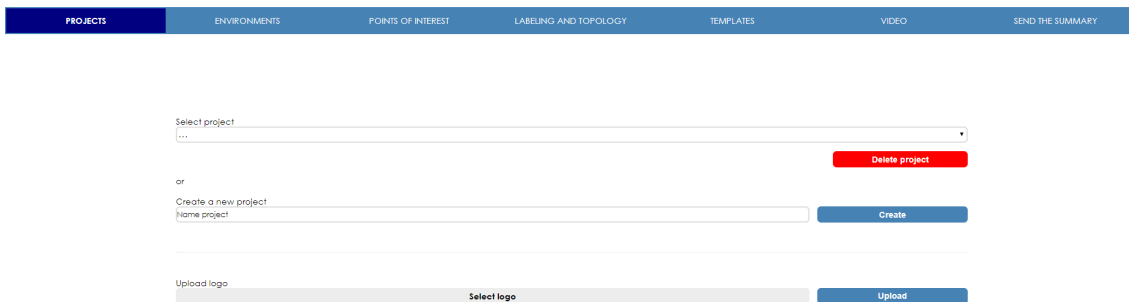 PROJECTS ENVIRONMENTS POINTS OF INTEREST LABELING AND TOPOLOGY TEMPLATES VIDEO SEND THE SUMMARY
Select project
...
Delete project
or
Create a new project
Name project Create
Upload logo
Select logo Upload